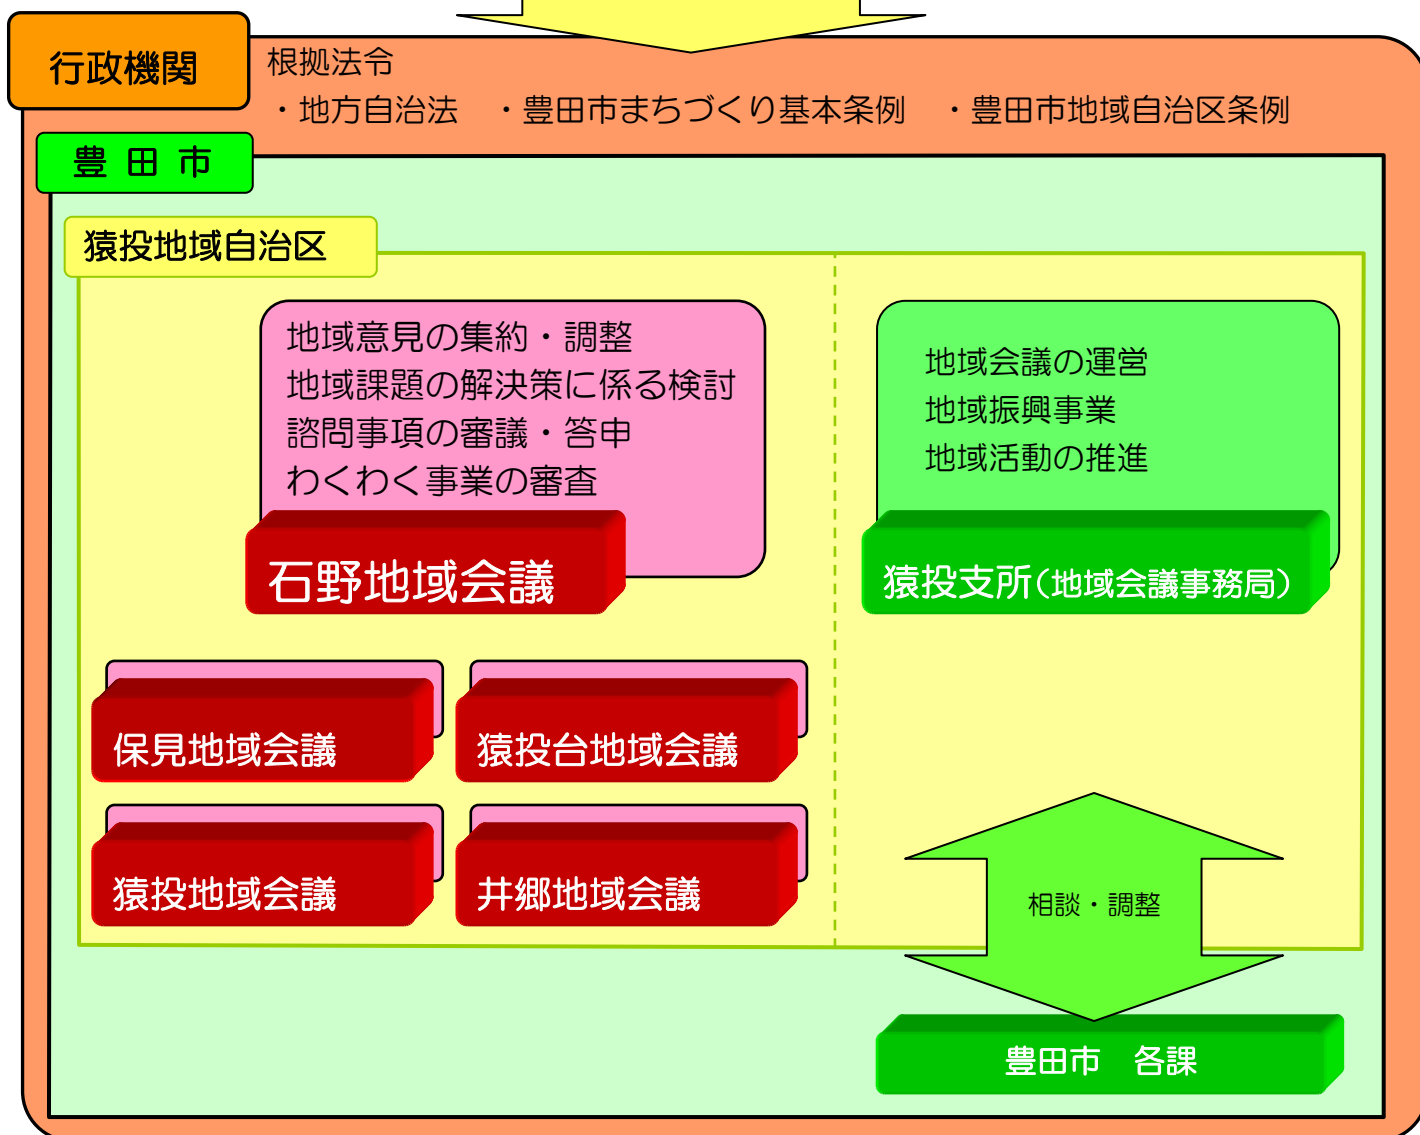 行政機関
根拠法令
・地方自治法　・豊田市まちづくり基本条例　・豊田市地域自治区条例
豊 田 市
猿投地域自治区
地域意見の集約・調整
地域課題の解決策に係る検討
諮問事項の審議・答申
わくわく事業の審査
石野地域会議
地域会議の運営
地域振興事業
地域活動の推進
猿投支所（地域会議事務局）
保見地域会議
猿投台地域会議
猿投地域会議
井郷地域会議
相談・調整
豊田市　各課